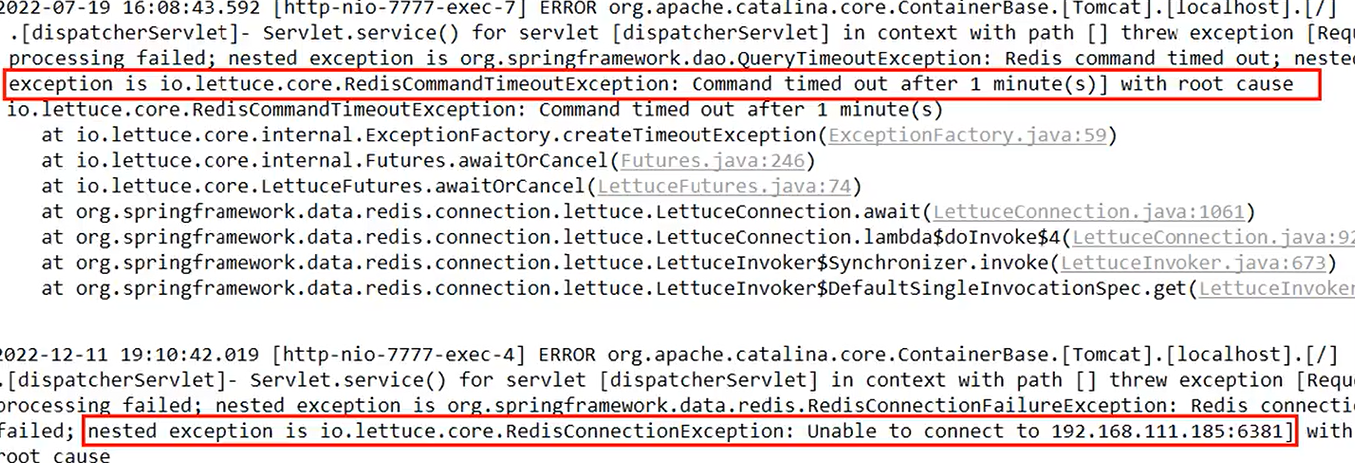 2022-07-19 16:08:43.592 [http-nio-7777-exec-7] ERROR org.apache.catalina.core.ContainerBase.[Tomcat].[localhost].[/]
.[dispatcherServlet]- Servlet.service() for servlet [dispatcherServlet] in context with path [] threw exception [Requ
processing failed; nested exception is org.springframework.dao.QueryTimeoutException: Redis command timed out; nested
exception is io.lettuce.core.RedisCommandTimeoutException: Command timed out after 1 minute(s)] with root cause
io.lettuce.core.RedisCommandTimeoutException: Command timed out after 1 minute(s)
at io.lettuce.core.internal.ExceptionFactory.createTimeoutException(ExceptionFactory.java:59)
at io.lettuce.core.internal.Futures.awaitOrCancel(Futures.java:246)
at io.lettuce.core.LettuceFutures.awaitOrCancel(LettuceFutures.java:74)
at org.springframework.data.redis.connection.lettuce.LettuceConnection.await(LettuceConnection.java:1061)
at org.springframework.data.redis.connection.lettuce.LettuceConnection.lambda$doInvoke$4(LettuceConnection.java:92
at org.springframework.data.redis.connection.lettuce.LettuceInvoker$Synchronizer.invoke(LettuceInvoker.java:673)
at org.springframework.data.redis.connection.lettuce.LettuceInvoker$DefaultSingleInvocationSpec.get(LettuceInvoker
2022-12-11 19:10:42.019 [http-nio-7777-exec-4] ERROR org.apache.catalina.core.ContainerBase.[Tomcat].[localhost].[/]
.[dispatcherServlet]- Servlet.service() for servlet [dispatcherServlet] in context with path [] threw exception [Requ
processing failed; nested exception is org.springframework.data.redis.RedisConnectionFailureException: Redis connectio
failed; nested exception is io.lettuce.core.RedisConnectionException: Unable to connect to 192.168.111.185:6381] with
root cause